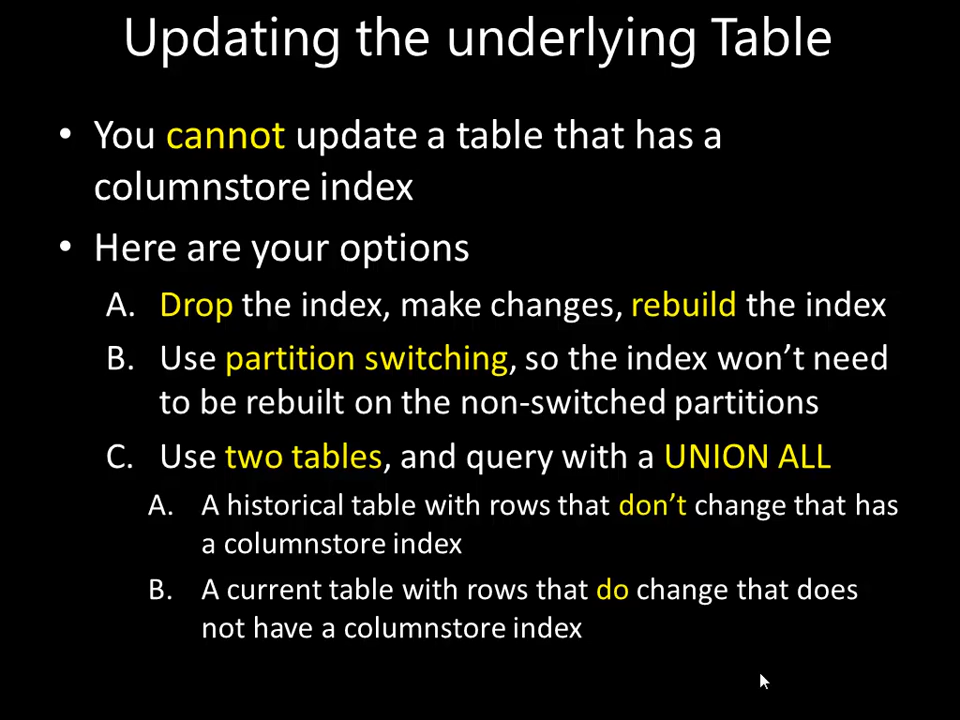 Updating the underlying Table
• You cannot update a table that has a
columnstore index
• Here are your options
A. Drop the index, make changes, rebuild the index
B. Use partition switching, so the index won’t need
to be rebuilt on the non-switched partitions
C. Use two tables, and query with a UNION ALL
A. A historical table with rows that don’t change that has
a columnstore index
B. A current table with rows that do change that does
not have a columnstore index